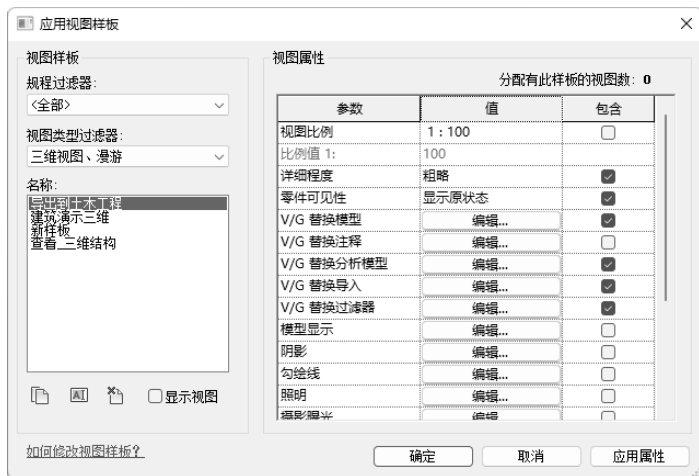 应用视图样板
视图样板
规程过滤器:
<全部>
视图类型过滤器:
三维视图、漫游
名称:
导出到土木工程
建筑演示三维
新样板
查看_三维结构
AI
显示视图
如何修改视图样板?
视图属性
分配有此样板的视图数: 0
参数 值 包含
视图比例 1 : 100
比例值 1: 100
详细程度 粗略
零件可见性 显示原状态
V/G 替换模型 编辑...
V/G 替换注释 编辑...
V/G 替换分析模型 编辑...
V/G 替换导入 编辑...
V/G 替换过滤器 编辑...
模型显示 编辑...
阴影 编辑...
勾绘线 编辑...
照明 编辑...
摄影曝光 编辑
确定 取消 应用属性